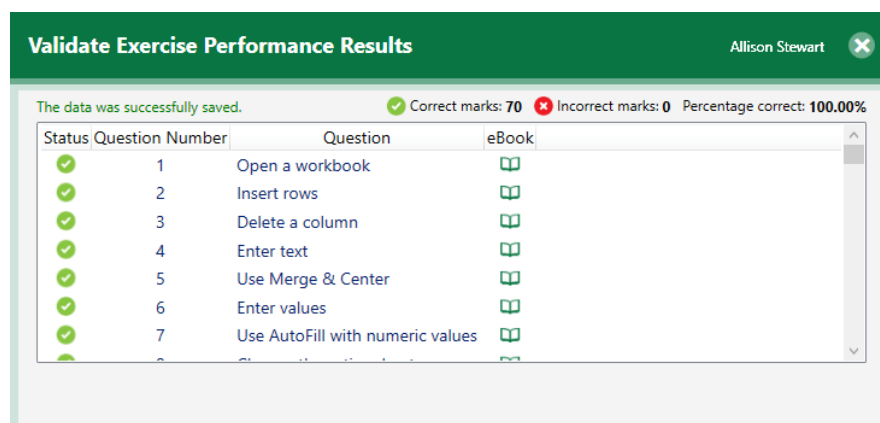 Validate Exercise Performance Results Allison Stewart
The data was successfully saved. Correct marks: 70 Incorrect marks: 0 Percentage correct: 100.00%
Status Question Number Question eBook
1 Open a workbook
2 Insert rows
3 Delete a column
4 Enter text
5 Use Merge & Center
6 Enter values
7 Use AutoFill with numeric values